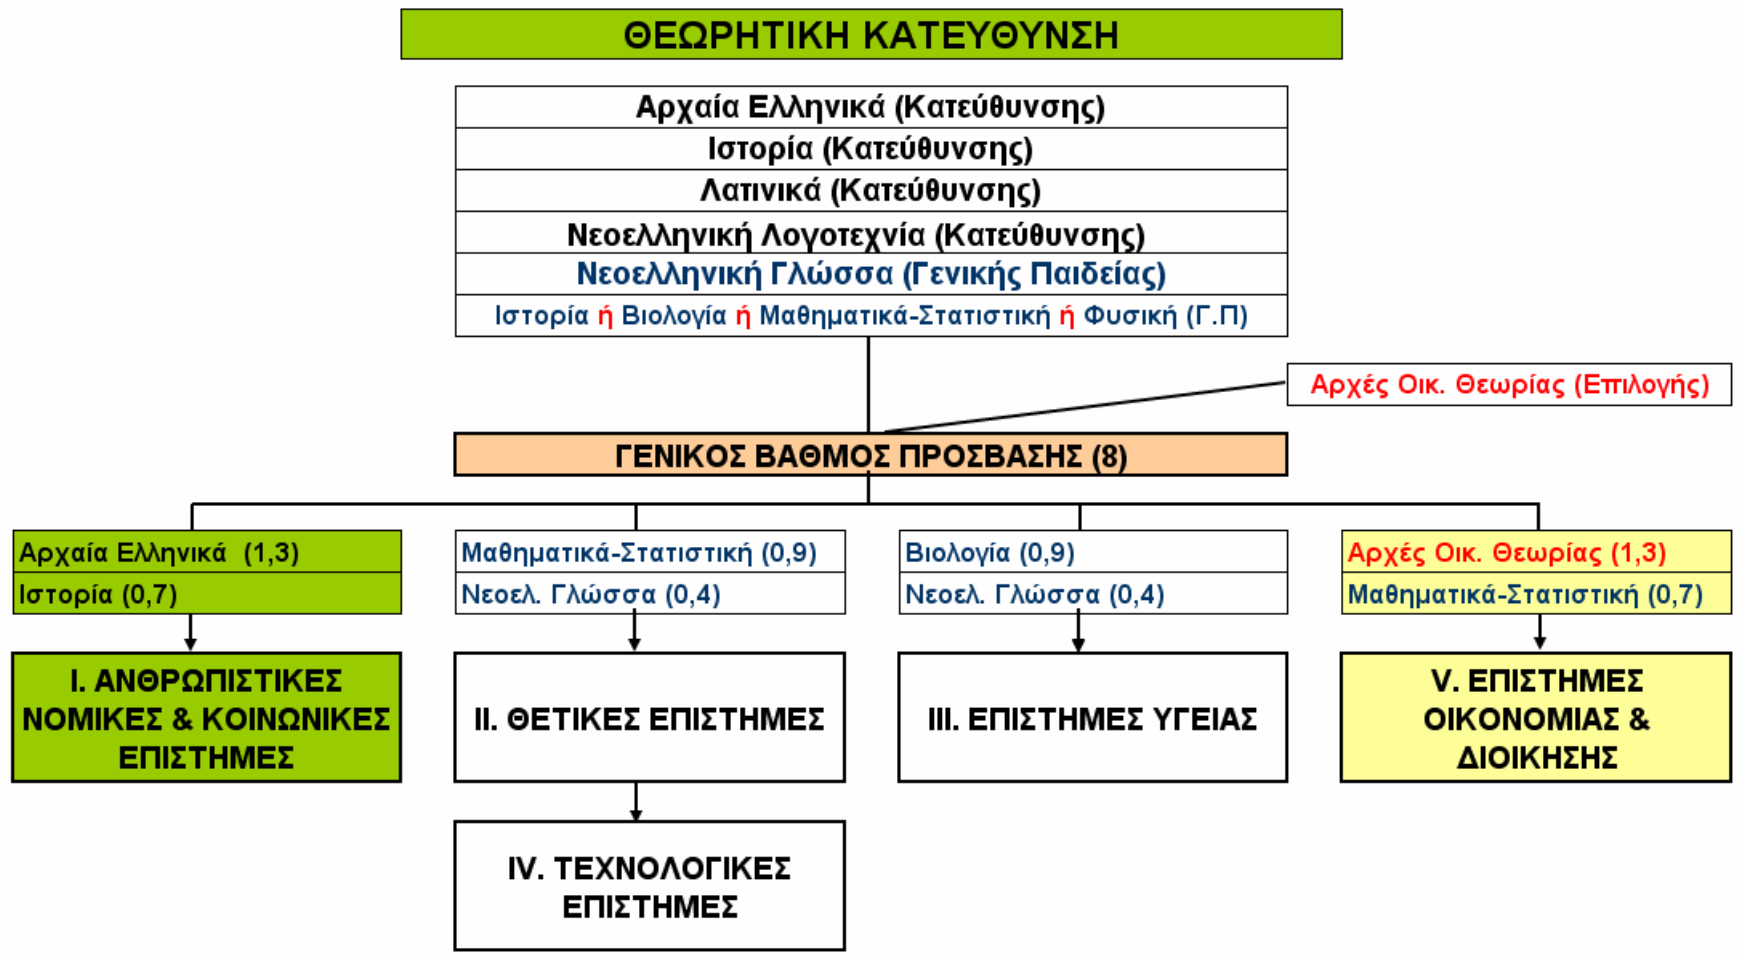 ΘΕΩΡΗΤΙΚΗ ΚΑΤΕΥΘΥΝΣΗ
Αρχαία Ελληνικά (Κατεύθυνσης)
Ιστορία (Κατεύθυνσης)
Λατινικά (Κατεύθυνσης)
Νεοελληνική Λογοτεχνία (Κατεύθυνσης)
Νεοελληνική Γλώσσα (Γενικής Παιδείας)
Ιστορία ή Βιολογία ή Μαθηματικά-Στατιστική ή Φυσική (Γ.Π)
Αρχές Οικ. Θεωρίας (Επιλογής)
ΓΕΝΙΚΟΣ ΒΑΘΜΟΣ ΠΡΟΣΒΑΣΗΣ (8)
Αρχαία Ελληνικά (1,3)
Ιστορία (0,7)
Μαθηματικά-Στατιστική (0,9)
Νεοελ. Γλώσσα (0,4)
Βιολογία (0,9)
Νεοελ. Γλώσσα (0,4)
Αρχές Οικ. Θεωρίας (1,3)
Μαθηματικά-Στατιστική (0,7)
I. ΑΝΘΡΩΠΙΣΤΙΚΕΣ
ΝΟΜΙΚΕΣ & ΚΟΙΝΩΝΙΚΕΣ
ΕΠΙΣΤΗΜΕΣ
II. ΘΕΤΙΚΕΣ ΕΠΙΣΤΗΜΕΣ
III. ΕΠΙΣΤΗΜΕΣ ΥΓΕΙΑΣ
V. ΕΠΙΣΤΗΜΕΣ
ΟΙΚΟΝΟΜΙΑΣ &
ΔΙΟΙΚΗΣΗΣ
IV. ΤΕΧΝΟΛΟΓΙΚΕΣ
ΕΠΙΣΤΗΜΕΣ